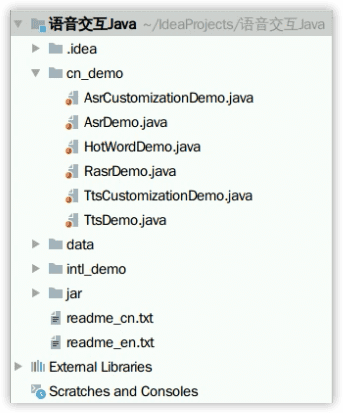 语音交互Java ~/IdeaProjects/语音交互Java
.idea
cn_demo
AsrCustomizationDemo.java
AsrDemo.java
HotWordDemo.java
RasrDemo.java
TtsCustomizationDemo.java
TtsDemo.java
data
intl_demo
jar
readme_cn.txt
readme_en.txt
External Libraries
Scratches and Consoles